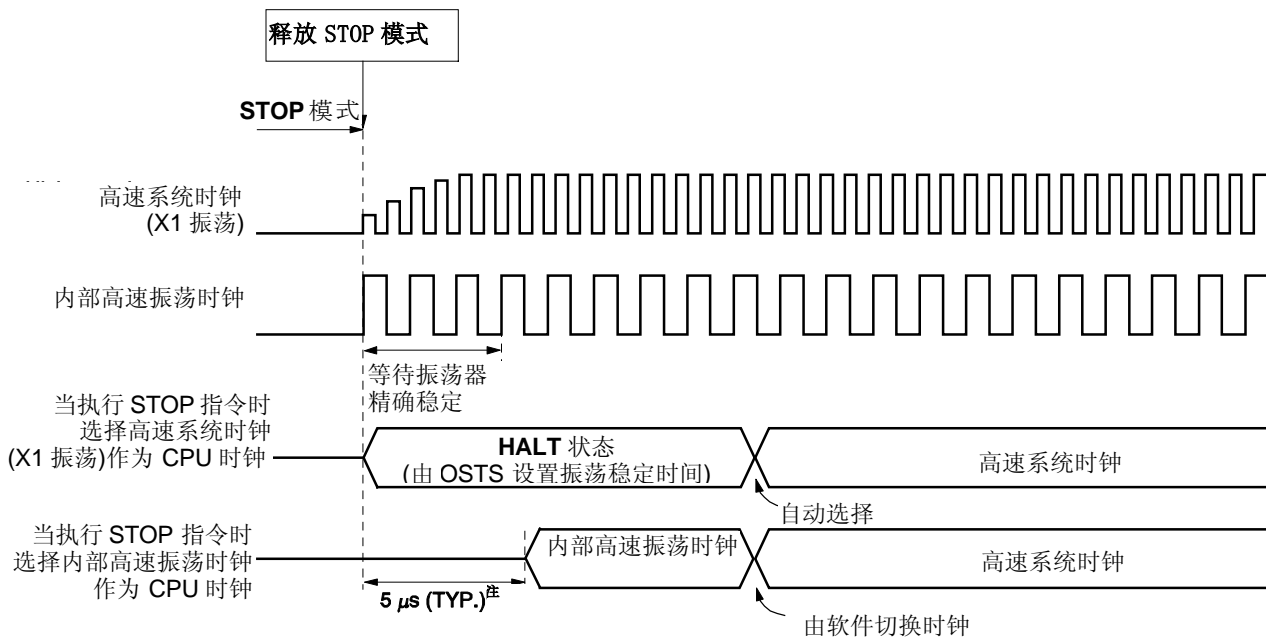 释放 STOP 模式
STOP 模式
高速系统时钟
(X1 振荡)
内部高速振荡时钟
等待振荡器
精确稳定
当执行 STOP 指令时
选择高速系统时钟
(X1 振荡)作为 CPU 时钟
HALT 状态
(由 OSTS 设置振荡稳定时间)
高速系统时钟
自动选择
当执行 STOP 指令时
选择内部高速振荡时钟
作为 CPU 时钟
内部高速振荡时钟
高速系统时钟
5 μs (TYP.)注
由软件切换时钟